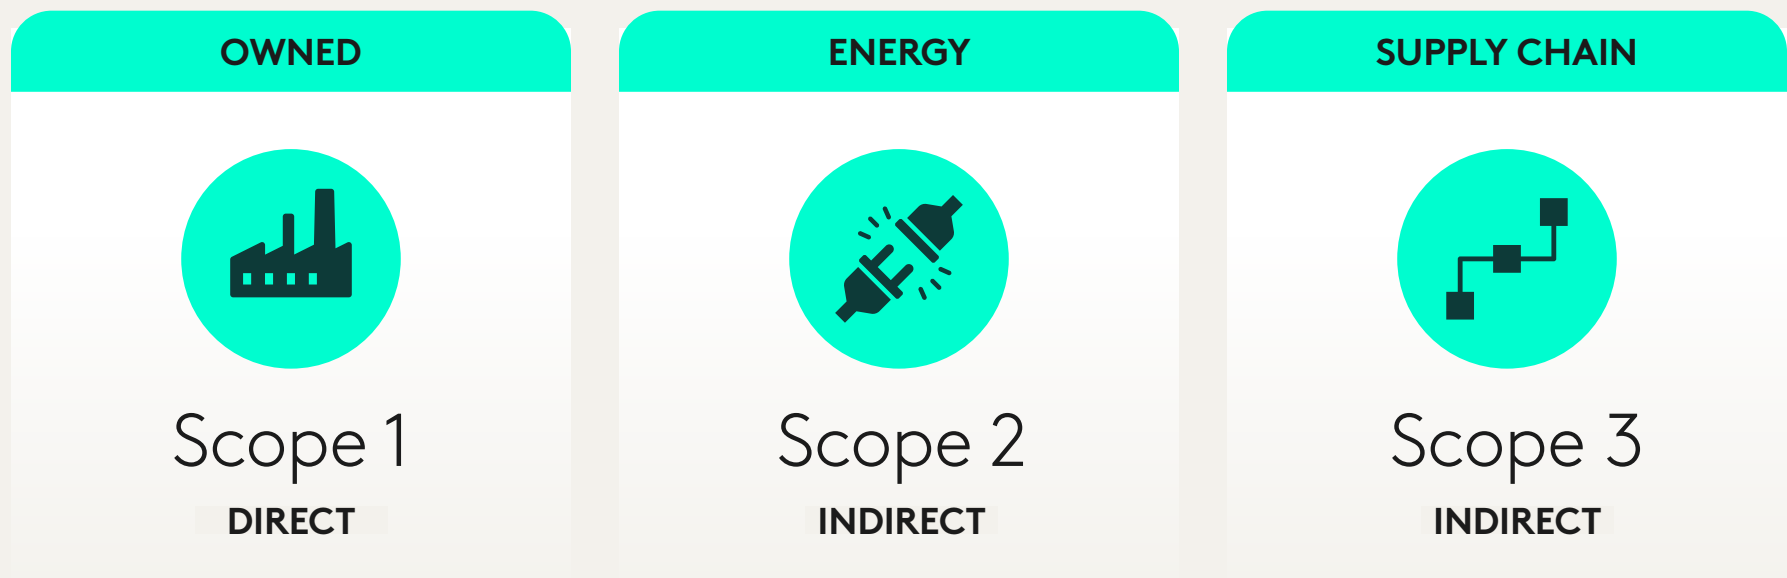 OWNED
Scope 1
DIRECT
ENERGY
Scope 2
INDIRECT
SUPPLY CHAIN
Scope 3
INDIRECT